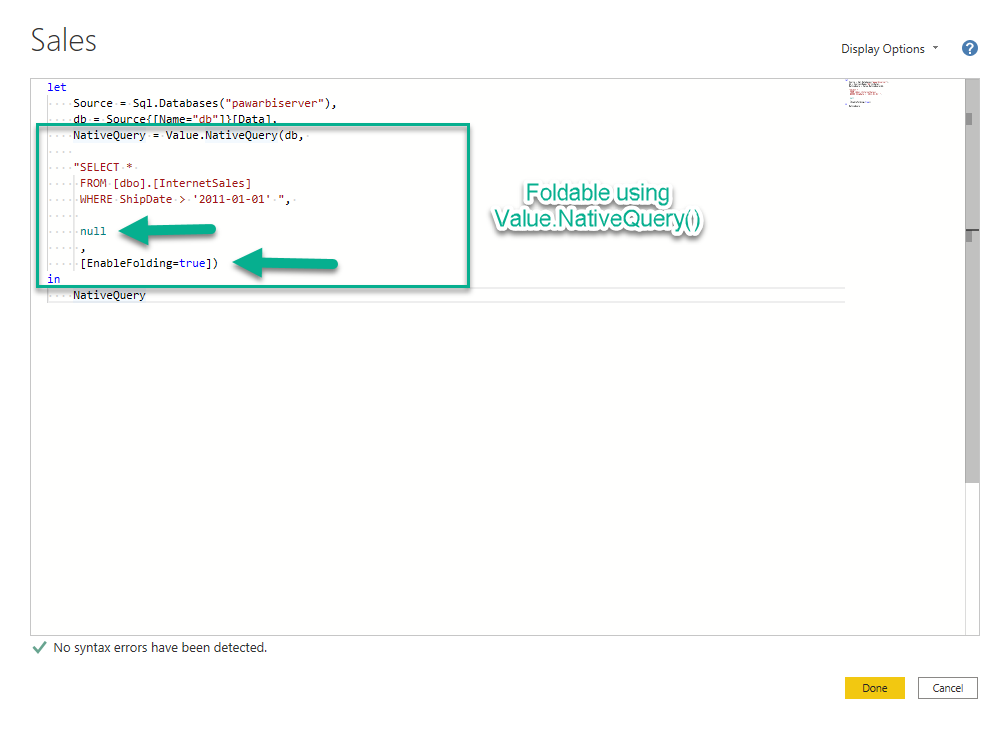 Sales
Display Options
?
let
Source = Sql.Databases("pawarbiserver"),
db = Source{[Name="db"]}[Data],
NativeQuery = Value.NativeQuery(db,
"SELECT *
FROM [dbo].[InternetSales]
WHERE ShipDate > '2011-01-01' ",
null
,
[EnableFolding=true])
in
NativeQuery
Foldable using
Value.NativeQuery()
No syntax errors have been detected.
Done
Cancel